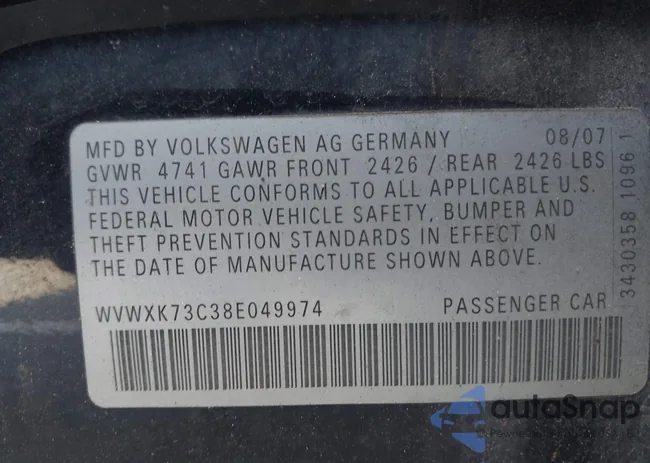 MFD BY VOLKSWAGEN AG GERMANY 08/07
GVWR 4741 GAWR FRONT 2426 / REAR 2426 LBS
THIS VEHICLE CONFORMS TO ALL APPLICABLE U.S.
FEDERAL MOTOR VEHICLE SAFETY, BUMPER AND
THEFT PREVENTION STANDARDS IN EFFECT ON
THE DATE OF MANUFACTURE SHOWN ABOVE.
WVWXK73C38E049974 PASSENGER CAR
3430358 1096 1
autoSnap